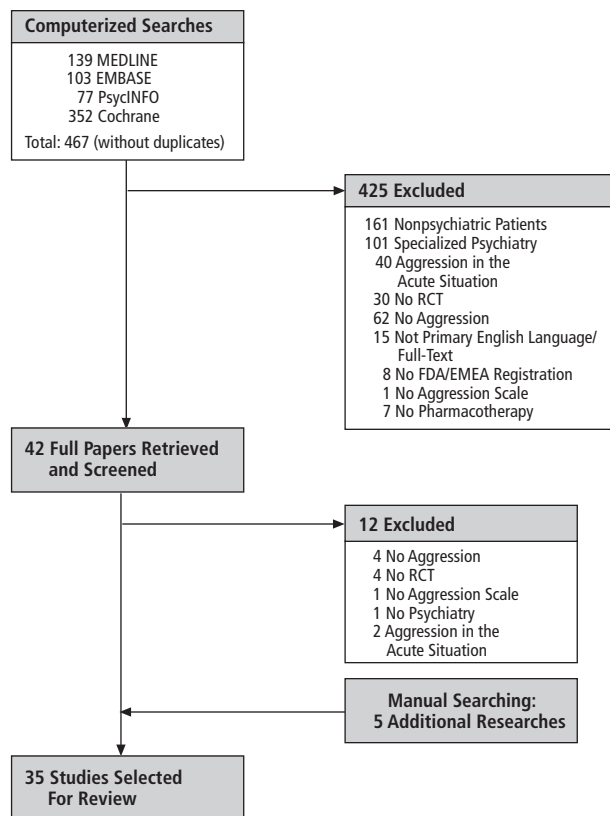 Computerized Searches
139 MEDLINE
103 EMBASE
77 PsycINFO
352 Cochrane
Total: 467 (without duplicates)
425 Excluded
161 Nonpsychiatric Patients
101 Specialized Psychiatry
40 Aggression in the
Acute Situation
30 No RCT
62 No Aggression
15 Not Primary English Language/
Full-Text
8 No FDA/EMEA Registration
1 No Aggression Scale
7 No Pharmacotherapy
42 Full Papers Retrieved
and Screened
12 Excluded
4 No Aggression
4 No RCT
1 No Aggression Scale
1 No Psychiatry
2 Aggression in the
Acute Situation
Manual Searching:
5 Additional Researches
35 Studies Selected
For Review